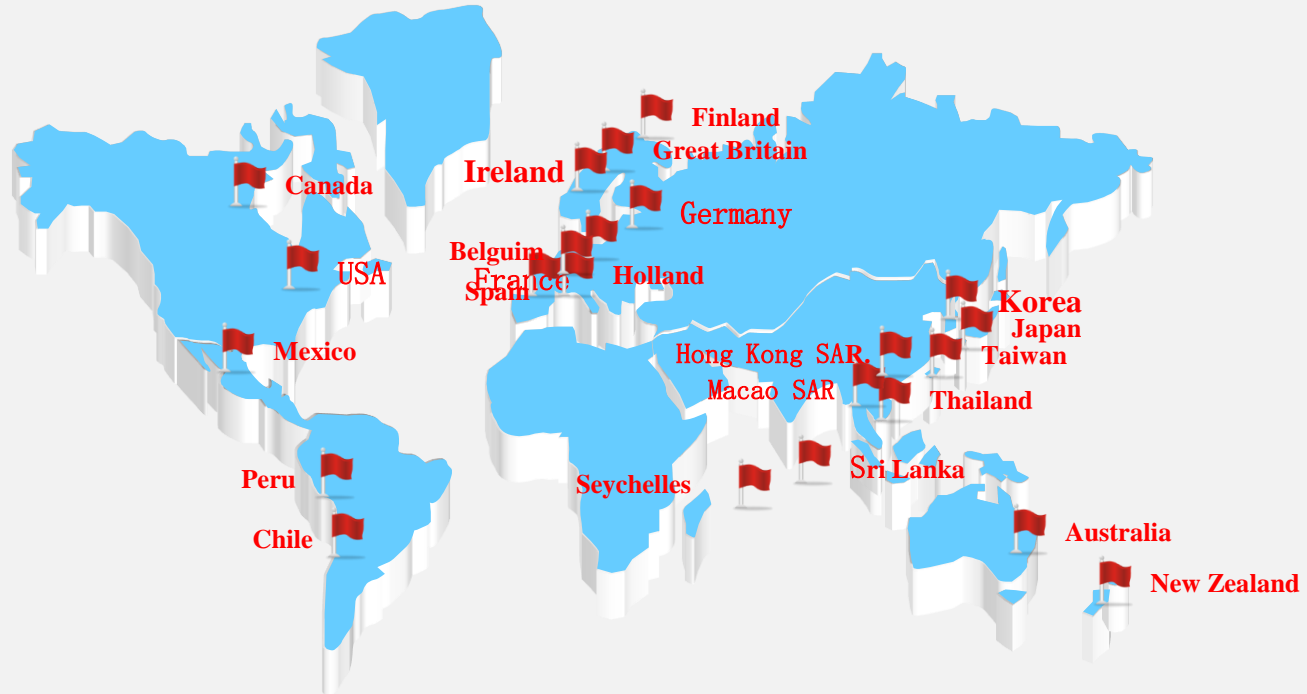 Finland
Great Britain
Ireland
Canada
Germany
Belguim
USA
France
Holland
Spain
Korea
Japan
Mexico
Hong Kong SAR.
Taiwan
Macao SAR
Thailand
Peru
Sri Lanka
Seychelles
Chile
Australia
New Zealand